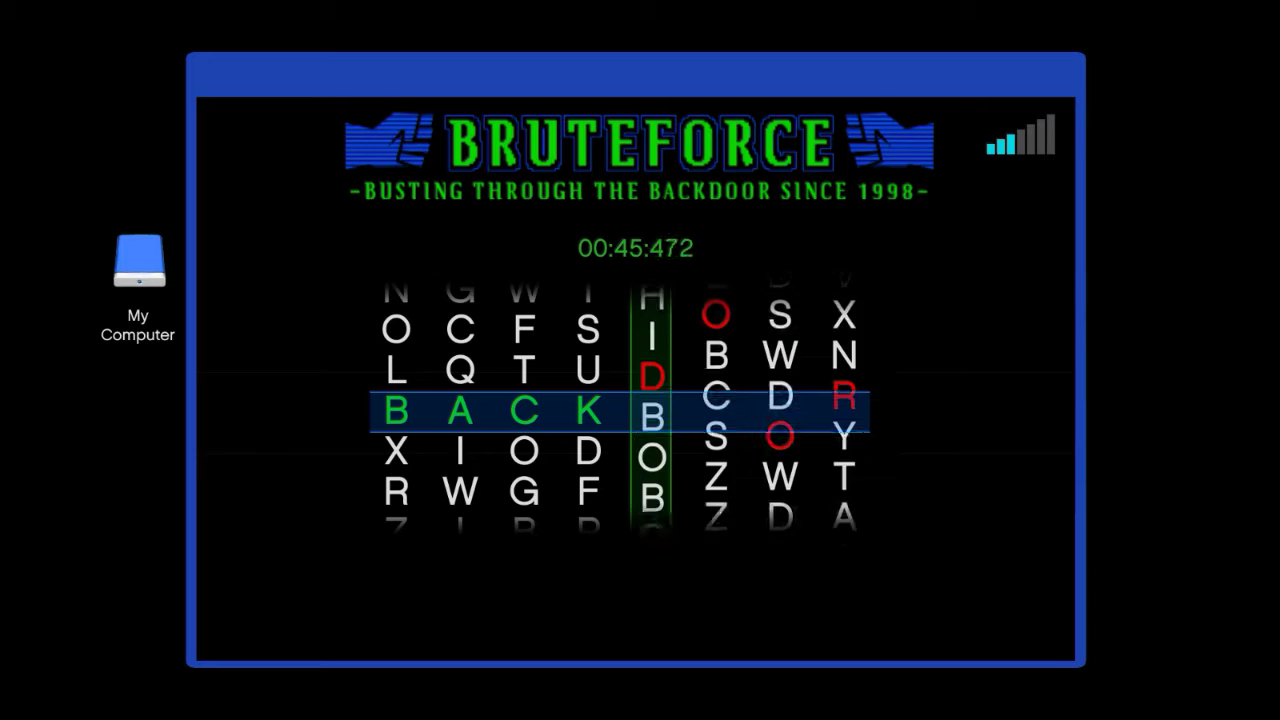 BRUTEFORCE
-BUSTING THROUGH THE BACKDOOR SINCE 1998-
00:45:472
My
Computer
N G W T H
O C F S I O S X
L Q T U D B W N
B A C K B C D R
X I O D O S O Y
R W G F B Z W T
Z D A